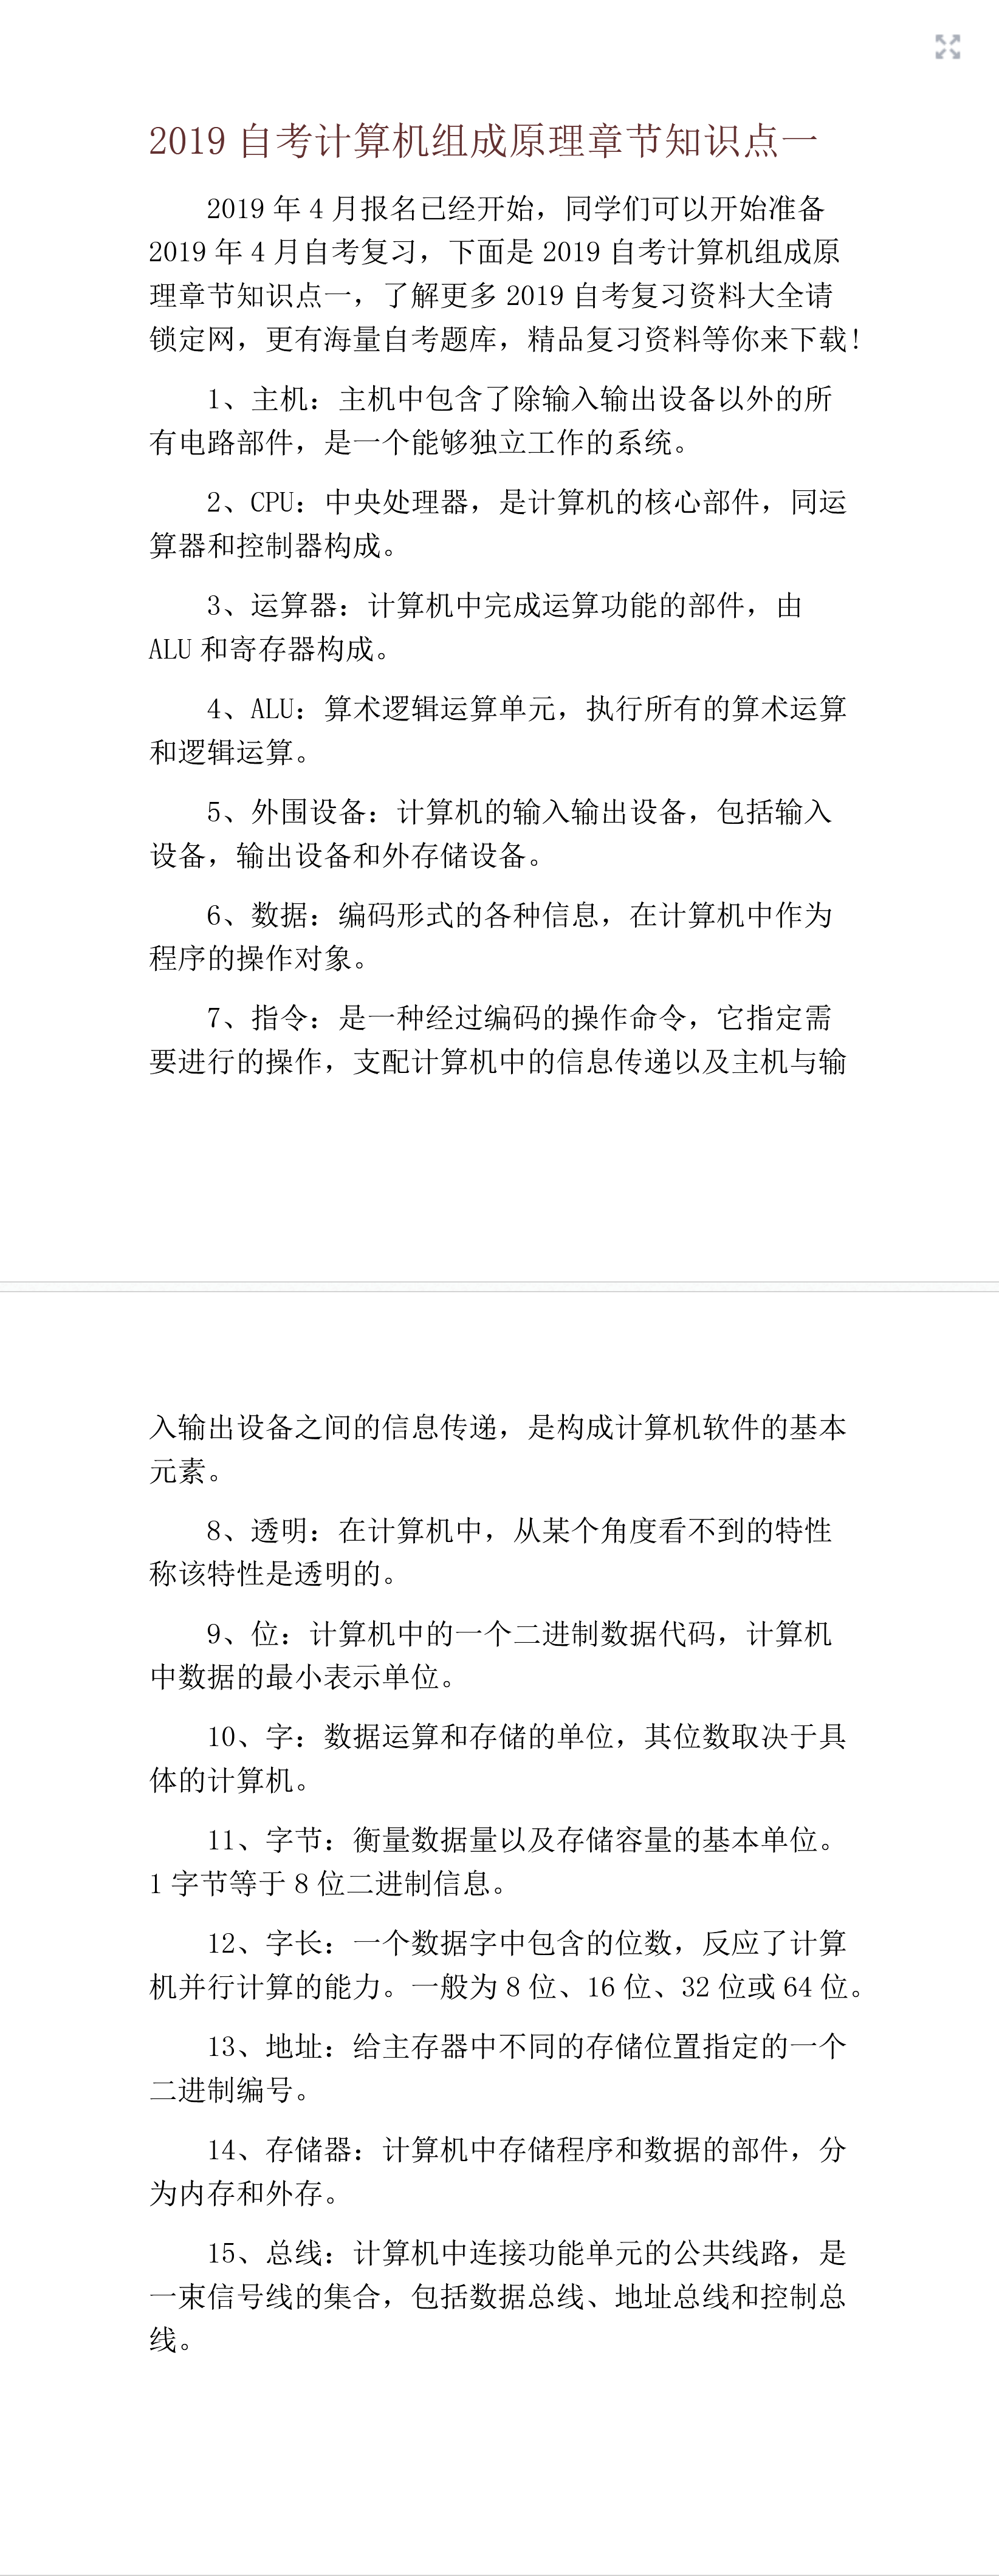 2019 自考计算机组成原理章节知识点一
2019 年 4 月报名已经开始，同学们可以开始准备
2019 年 4 月自考复习，下面是 2019 自考计算机组成原
理章节知识点一，了解更多 2019 自考复习资料大全请
锁定网，更有海量自考题库，精品复习资料等你来下载!
1、主机：主机中包含了除输入输出设备以外的所
有电路部件，是一个能够独立工作的系统。
2、CPU：中央处理器，是计算机的核心部件，同运
算器和控制器构成。
3、运算器：计算机中完成运算功能的部件，由
ALU 和寄存器构成。
4、ALU：算术逻辑运算单元，执行所有的算术运算
和逻辑运算。
5、外围设备：计算机的输入输出设备，包括输入
设备，输出设备和外存储设备。
6、数据：编码形式的各种信息，在计算机中作为
程序的操作对象。
7、指令：是一种经过编码的操作命令，它指定需
要进行的操作，支配计算机中的信息传递以及主机与输
入输出设备之间的信息传递，是构成计算机软件的基本
元素。
8、透明：在计算机中，从某个角度看不到的特性
称该特性是透明的。
9、位：计算机中的一个二进制数据代码，计算机
中数据的最小表示单位。
10、字：数据运算和存储的单位，其位数取决于具
体的计算机。
11、字节：衡量数据量以及存储容量的基本单位。
1 字节等于 8 位二进制信息。
12、字长：一个数据字中包含的位数，反应了计算
机并行计算的能力。一般为 8 位、16 位、32 位或 64 位。
13、地址：给主存器中不同的存储位置指定的一个
二进制编号。
14、存储器：计算机中存储程序和数据的部件，分
为内存和外存。
15、总线：计算机中连接功能单元的公共线路，是
一束信号线的集合，包括数据总线、地址总线和控制总
线。